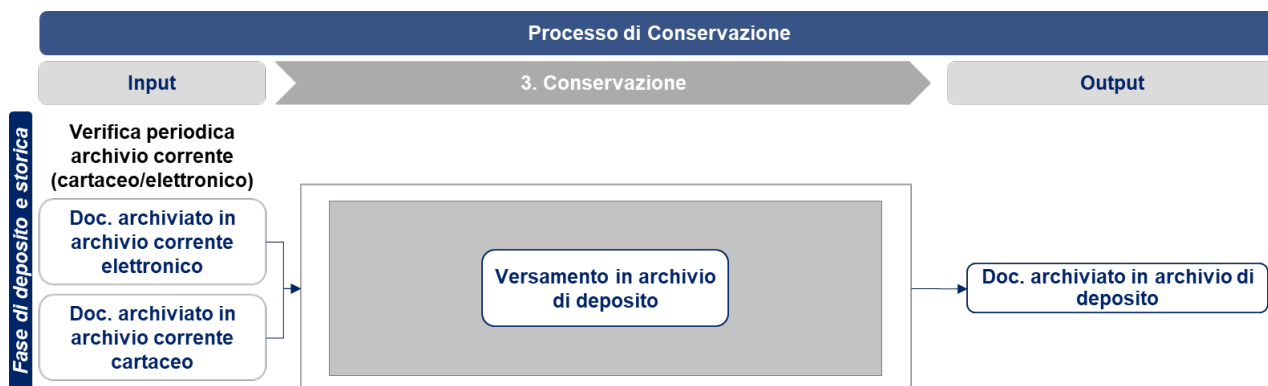 Processo di Conservazione
Input
3. Conservazione
Output
Fase di deposito e storica
Verifica periodica
archivio corrente
(cartaceo/elettronico)
Doc. archiviato in
archivio corrente
elettronico
Doc. archiviato in
archivio corrente
cartaceo
Versamento in archivio
di deposito
Doc. archiviato in archivio di
deposito